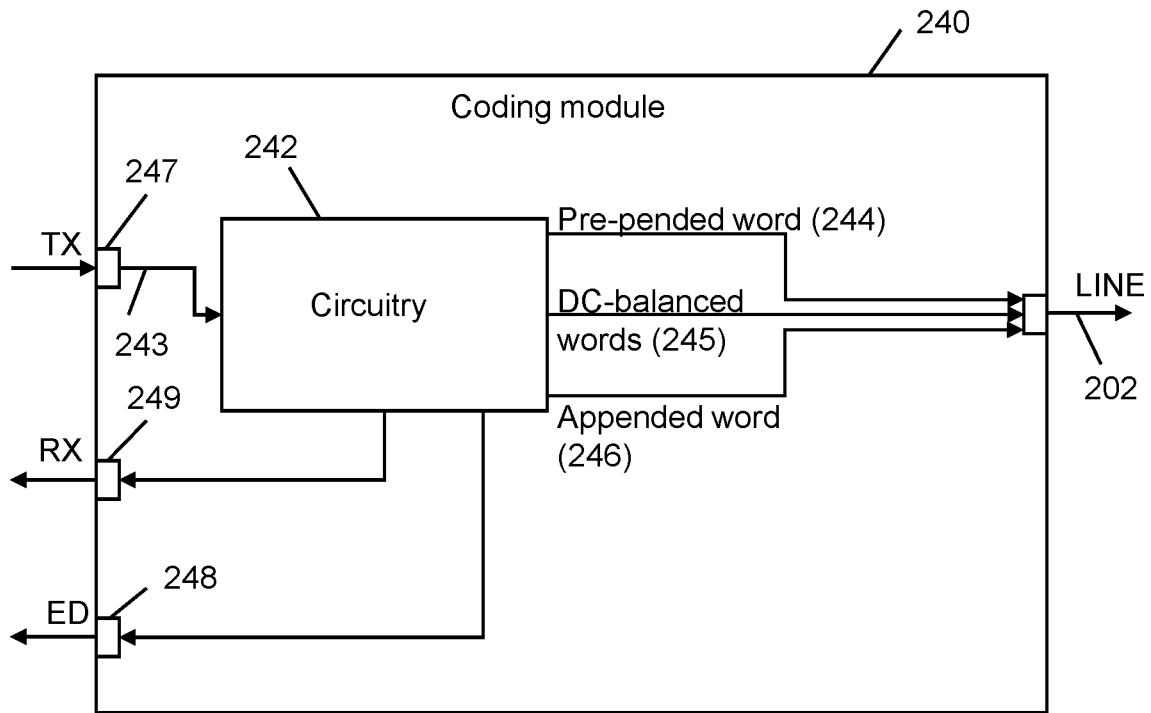 240
Coding module
242
247
Pre-pended word (244)
TX
LINE
Circuitry
DC-balanced
words (245)
243
202
249
Appended word
(246)
RX
248
ED